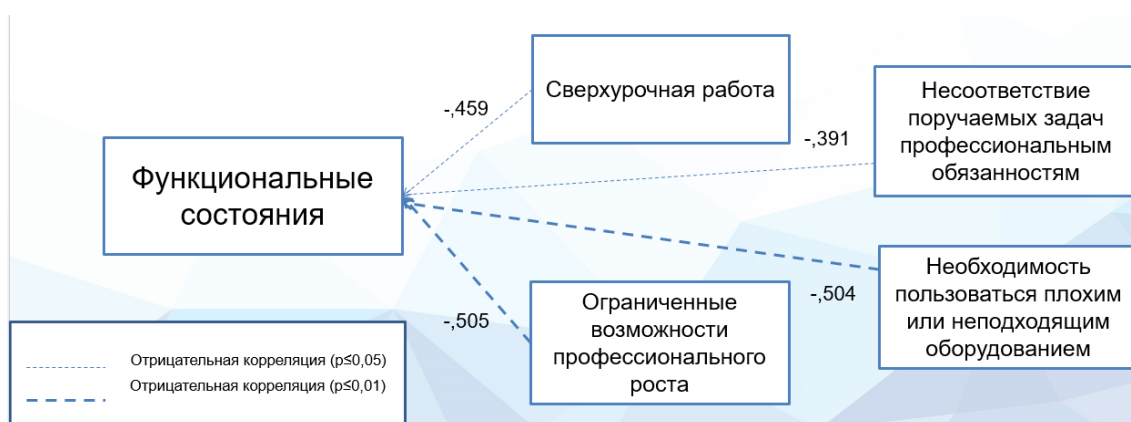 Функциональные
состояния
-,459
Сверхурочная работа
-,391
Несоответствие
поручаемых задач
профессиональным
обязанностям
-,505
Ограниченные
возможности
профессионального
роста
-,504
Необходимость
пользоваться плохим
или неподходящим
оборудованием
Отрицательная корреляция (p≤0,05)
Отрицательная корреляция (p≤0,01)